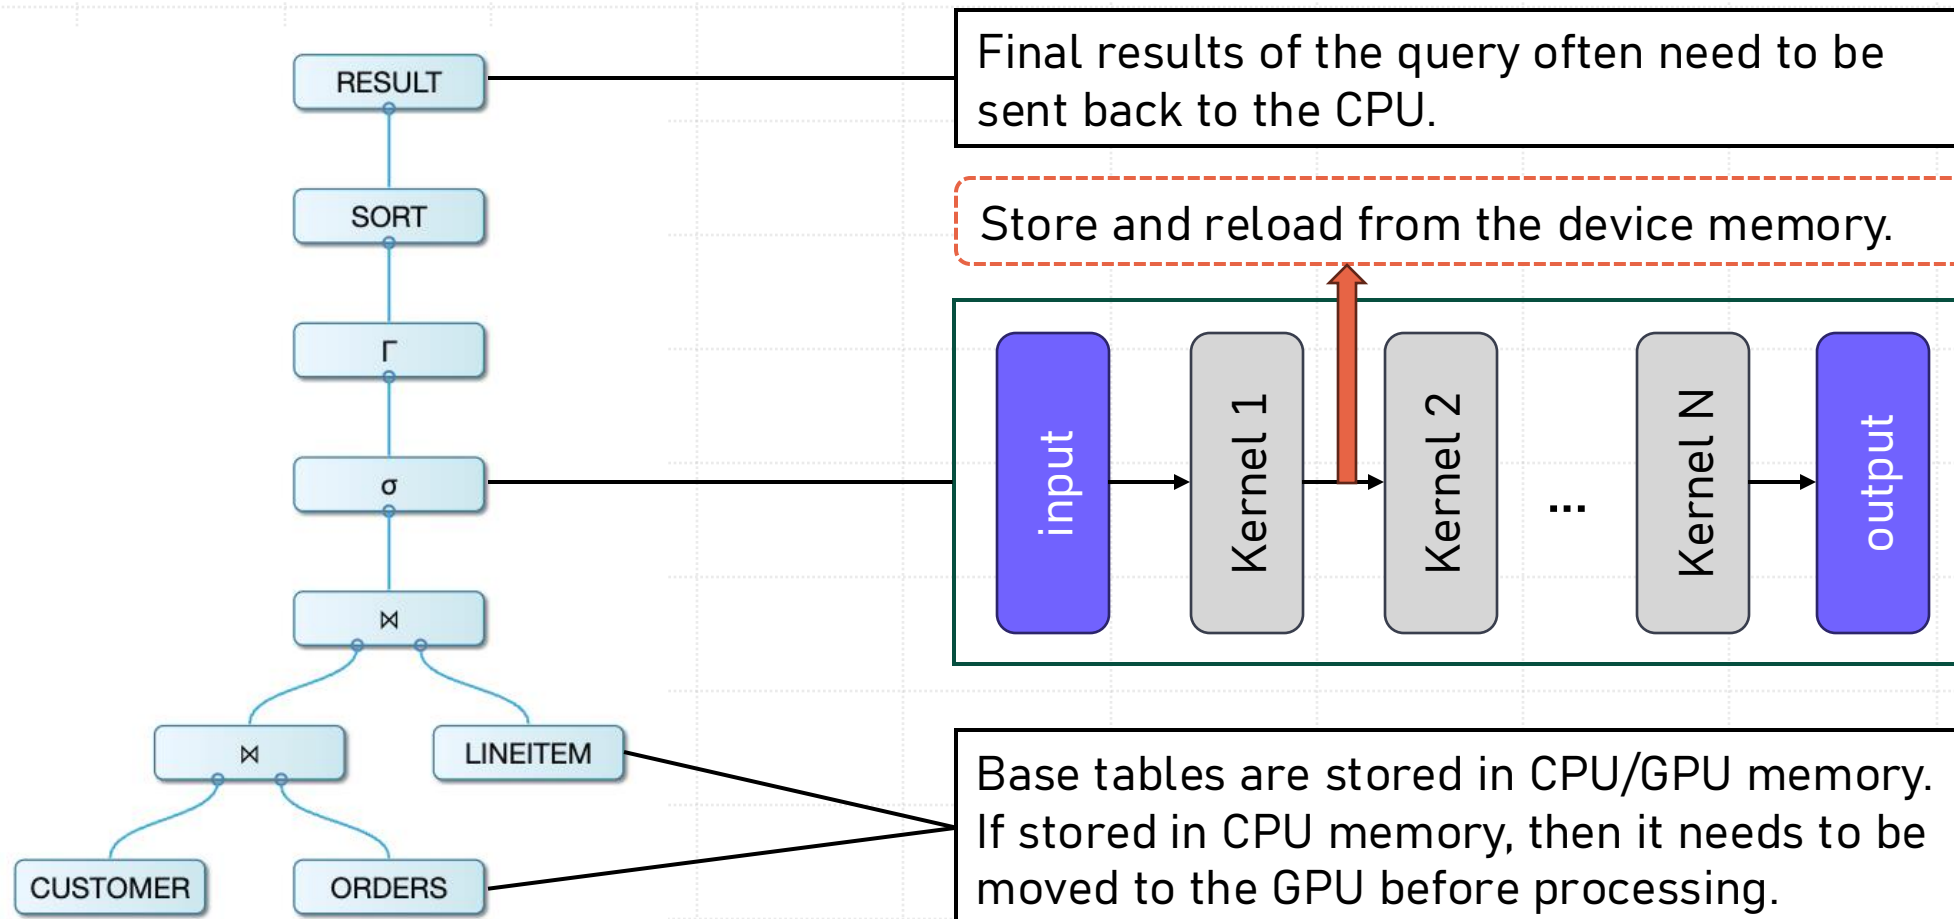 RESULT
SORT
Γ
σ
⋈
⋈
LINEITEM
CUSTOMER
ORDERS
Final results of the query often need to be
sent back to the CPU.
Store and reload from the device memory.
input
Kernel 1
Kernel 2
...
Kernel N
output
Base tables are stored in CPU/GPU memory.
If stored in CPU memory, then it needs to be
moved to the GPU before processing.